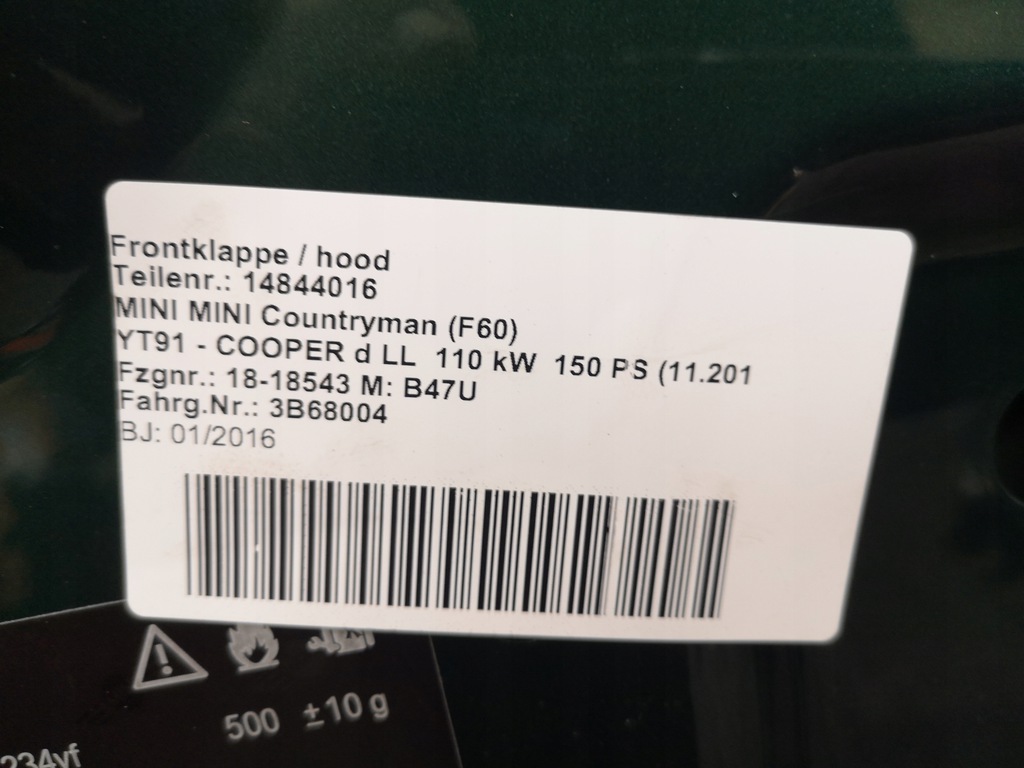 Frontklappe / hood
Teilenr.: 14844016
MINI MINI Countryman (F60)
YT91 - COOPER d LL 110 kW 150 PS (11.201
Fzgnr.: 18-18543 M: B47U
Fahrg.Nr.: 3B68004
BJ: 01/2016
500 ±10 g
234yf